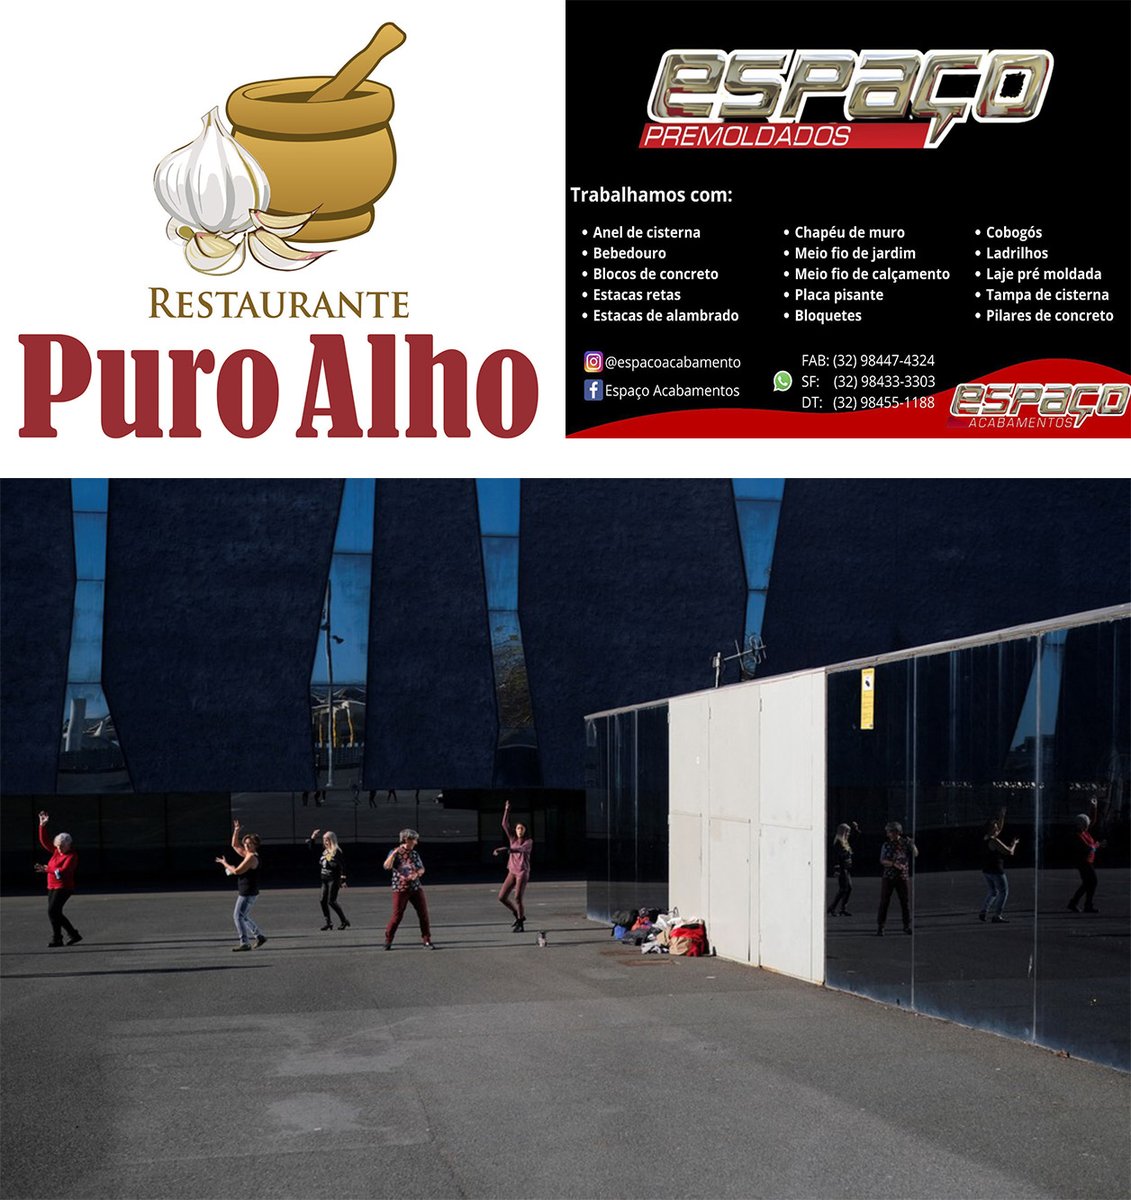 RESTAURANTE
Puro Alho
espaço
PREMOLDADOS
Trabalhamos com:
• Anel de cisterna
• Bebedouro
• Blocos de concreto
• Estacas retas
• Estacas de alambrado
• Chapéu de muro
• Meio fio de jardim
• Meio fio de calçamento
• Placa pisante
• Bloquetes
• Cobogós
• Ladrilhos
• Laje pré moldada
• Tampa de cisterna
• Pilares de concreto
@espacoacabamento
Espaço Acabamentos
FAB: (32) 98447-4324
SF: (32) 98433-3303
DT: (32) 98455-1188
espaço
ACABAMENTOS